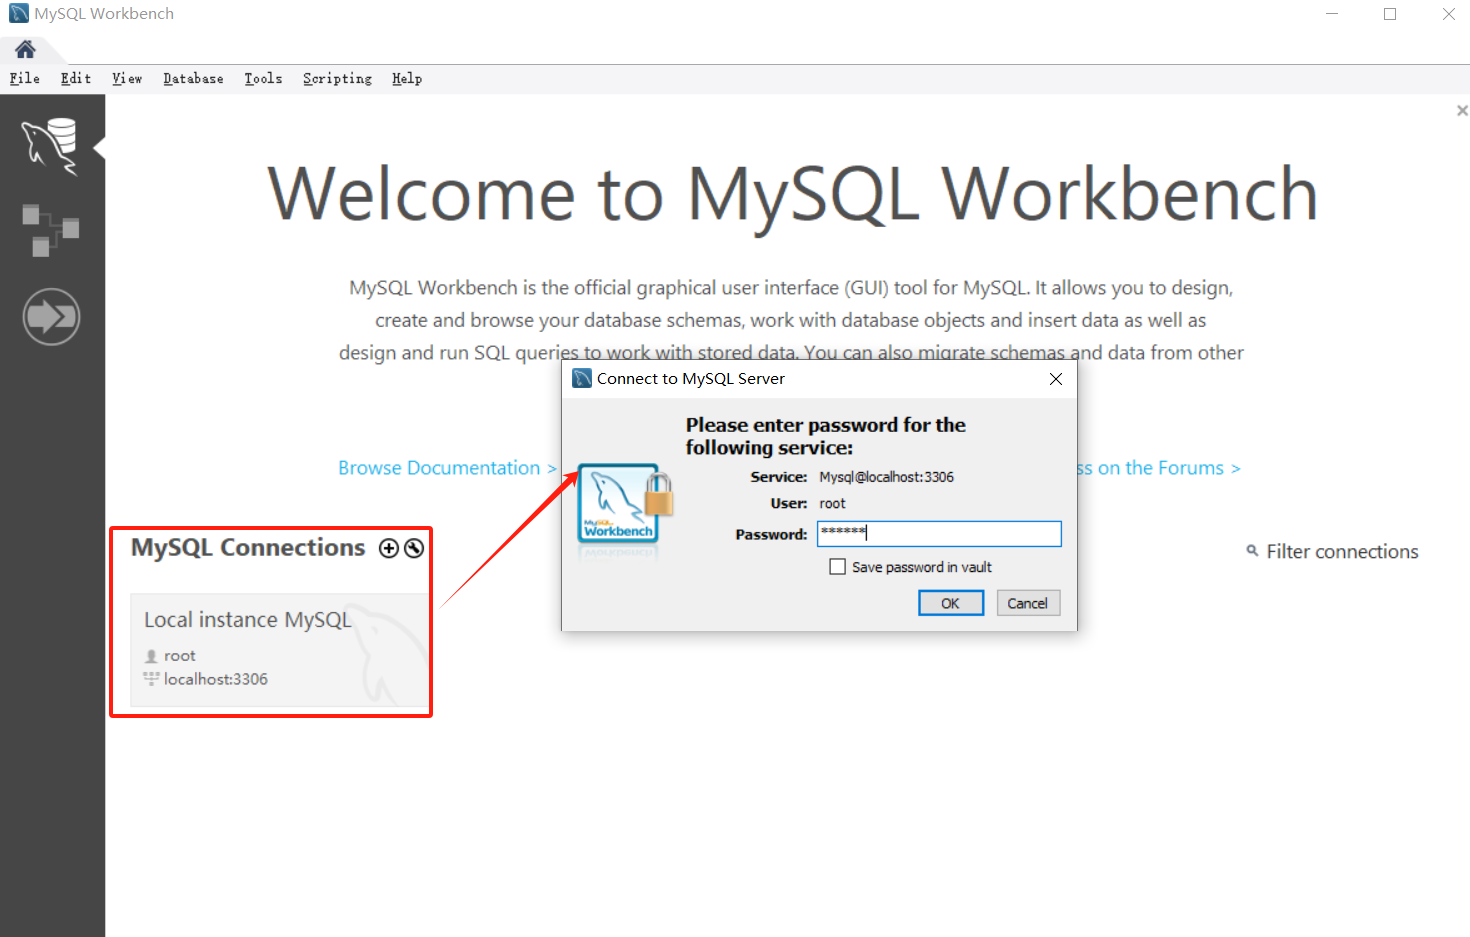 MySQL Workbench
File Edit View Database Tools Scripting Help
Welcome to MySQL Workbench
MySQL Workbench is the official graphical user interface (GUI) tool for MySQL. It allows you to design,
create and browse your database schemas, work with database objects and insert data as well as
design and run SQL queries to work with stored data. You can also migrate schemas and data from other
Browse Documentation >
ss on the Forums >
Connect to MySQL Server
Please enter password for the
following service:
Service: Mysql@localhost:3306
User: root
Password: ******
Save password in vault
OK Cancel
MySQL
Workbench
MySQL Connections
Filter connections
Local instance MySQL
root
localhost:3306